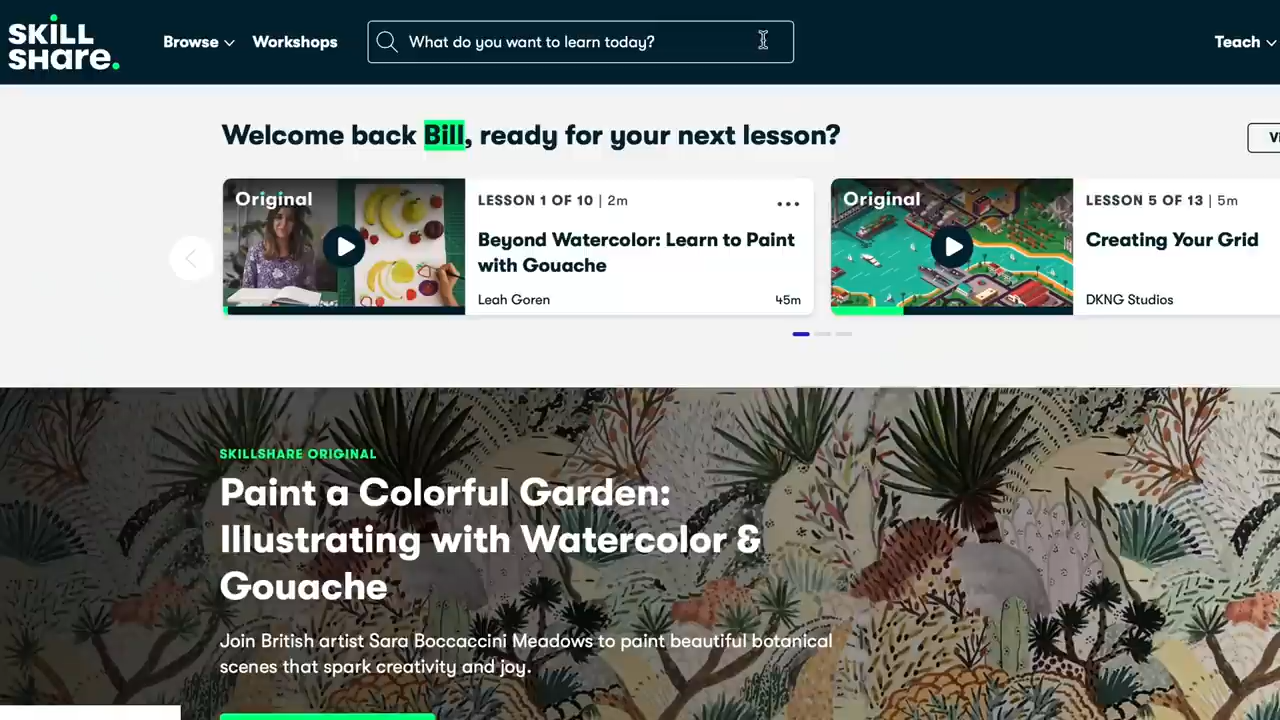 SKILL
SHare.
Browse
Workshops
What do you want to learn today?
Teach
Welcome back Bill, ready for your next lesson?
Original
LESSON 1 OF 10 | 2m
Beyond Watercolor: Learn to Paint
with Gouache
Leah Goren
45m
Original
LESSON 5 OF 13 | 5m
Creating Your Grid
DKNG Studios
SKILLSHARE ORIGINAL
Paint a Colorful Garden:
Illustrating with Watercolor &
Gouache
Join British artist Sara Boccaccini Meadows to paint beautiful botanical
scenes that spark creativity and joy.